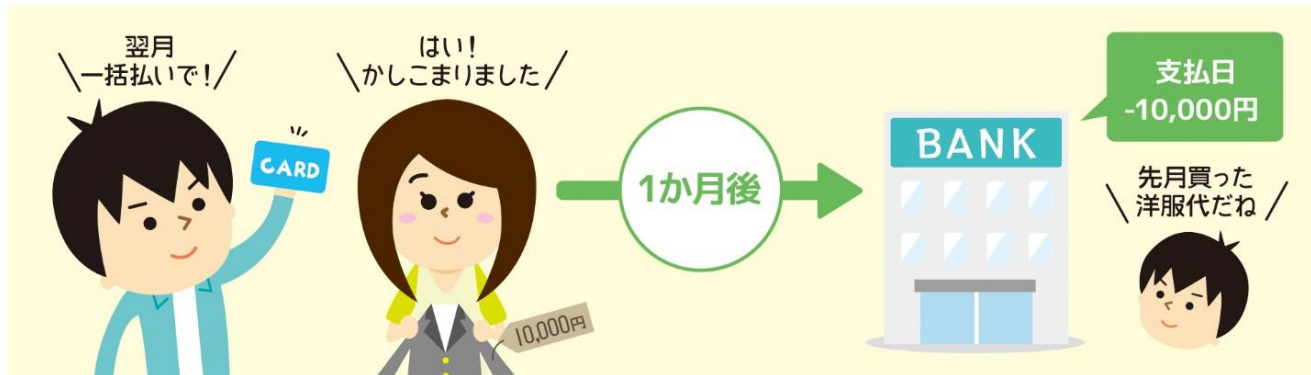 翌月
一括払いで!
CARD
はい!
かしこまりました
10,000円
1か月後
BANK
支払日
-10,000円
先月買った
洋服代だね